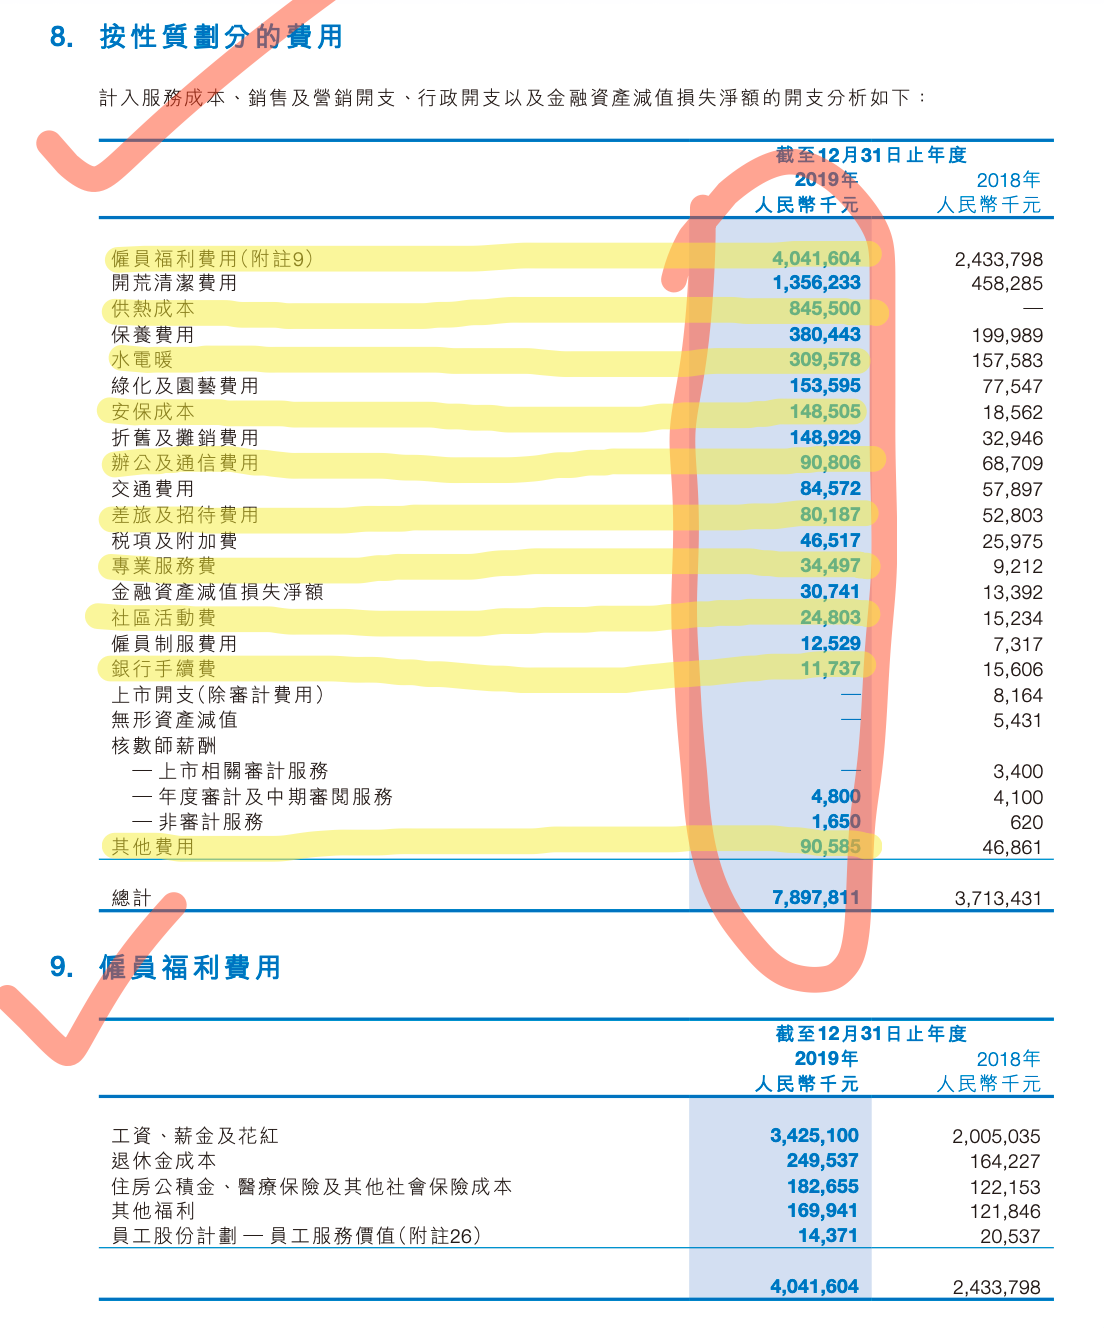 8. 按性質劃分的費用
計入服務成本、銷售及營銷開支、行政開支以及金融資產減值損失淨額的開支分析如下：
截至12月31日止年度
2019年 2018年
人民幣千元 人民幣千元
僱員福利費用(附註9) 4,041,604 2,433,798
開荒清潔費用 1,356,233 458,285
供熱成本 845,500 —
保養費用 380,443 199,989
水電暖 309,578 157,583
綠化及園藝費用 153,595 77,547
安保成本 148,505 18,562
折舊及攤銷費用 148,929 32,946
辦公及通信費用 90,806 68,709
交通費用 84,572 57,897
差旅及招待費用 80,187 52,803
税項及附加費 46,517 25,975
專業服務費 34,497 9,212
金融資產減值損失淨額 30,741 13,392
社區活動費 24,803 15,234
僱員制服費用 12,529 7,317
銀行手續費 11,737 15,606
上市開支(除審計費用) — 8,164
無形資產減值 — 5,431
核數師薪酬
— 上市相關審計服務 — 3,400
— 年度審計及中期審閲服務 4,800 4,100
— 非審計服務 1,650 620
其他費用 90,585 46,861
總計 7,897,811 3,713,431
9. 僱員福利費用
截至12月31日止年度
2019年 2018年
人民幣千元 人民幣千元
工資、薪金及花紅 3,425,100 2,005,035
退休金成本 249,537 164,227
住房公積金、醫療保險及其他社會保險成本 182,655 122,153
其他福利 169,941 121,846
員工股份計劃 — 員工服務價值(附註26) 14,371 20,537
4,041,604 2,433,798